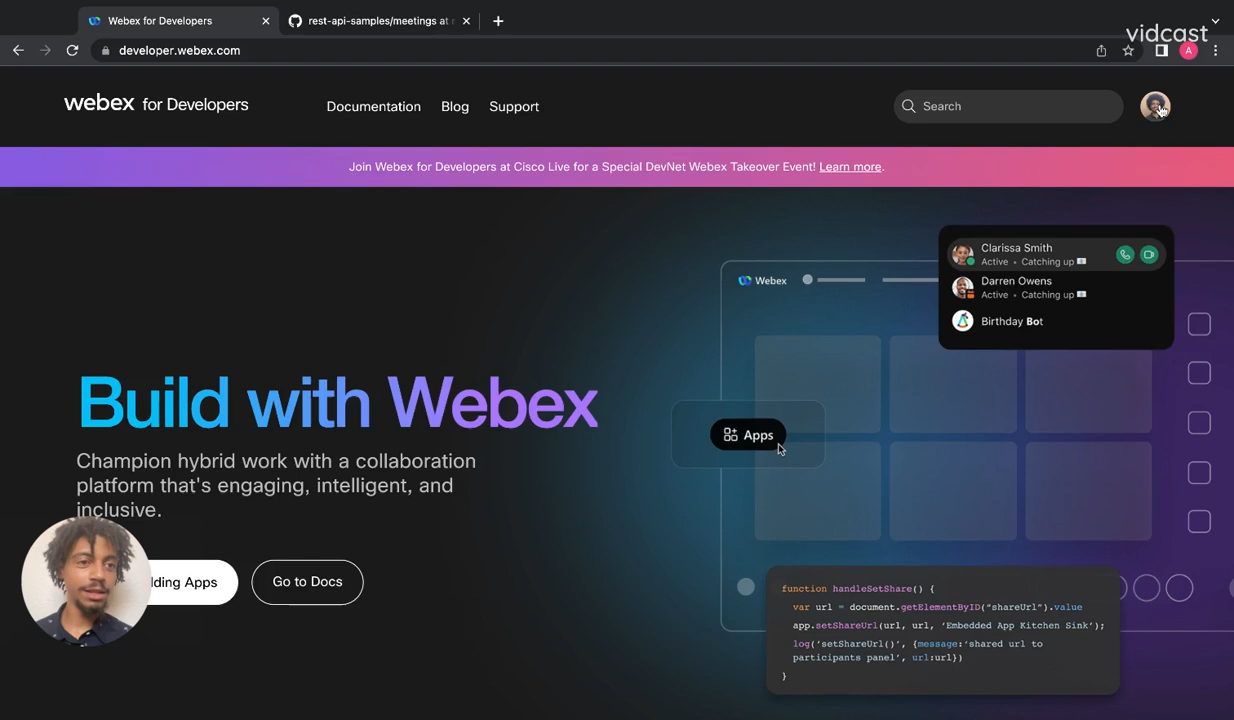 Webex for Developers
rest-api-samples/meetings at r
vidcast
developer.webex.com
A
webex for Developers
Documentation
Blog
Support
Search
Join Webex for Developers at Cisco Live for a Special DevNet Webex Takeover Event! Learn more.
Clarissa Smith
Active • Catching up
Darren Owens
Active • Catching up
Birthday Bot
Webex
Build with Webex
Apps
Champion hybrid work with a collaboration
platform that's engaging, intelligent, and
inclusive.
lding Apps
Go to Docs
function handleSetShare() {
var url = document.getElementByID("shareUrl").value
app.setShareUrl(url, url, 'Embedded App Kitchen Sink');
log('setShareUrl()', {message:'shared url to
participants panel', url:url})
}